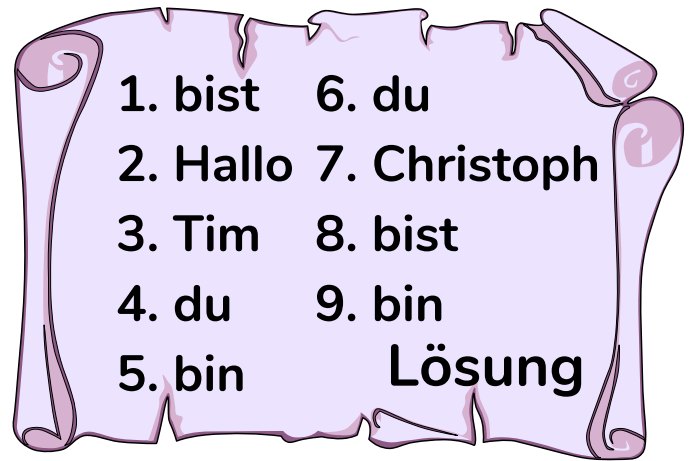 1. bist
2. Hallo
3. Tim
4. du
5. bin
6. du
7. Christoph
8. bist
9. bin
Lösung